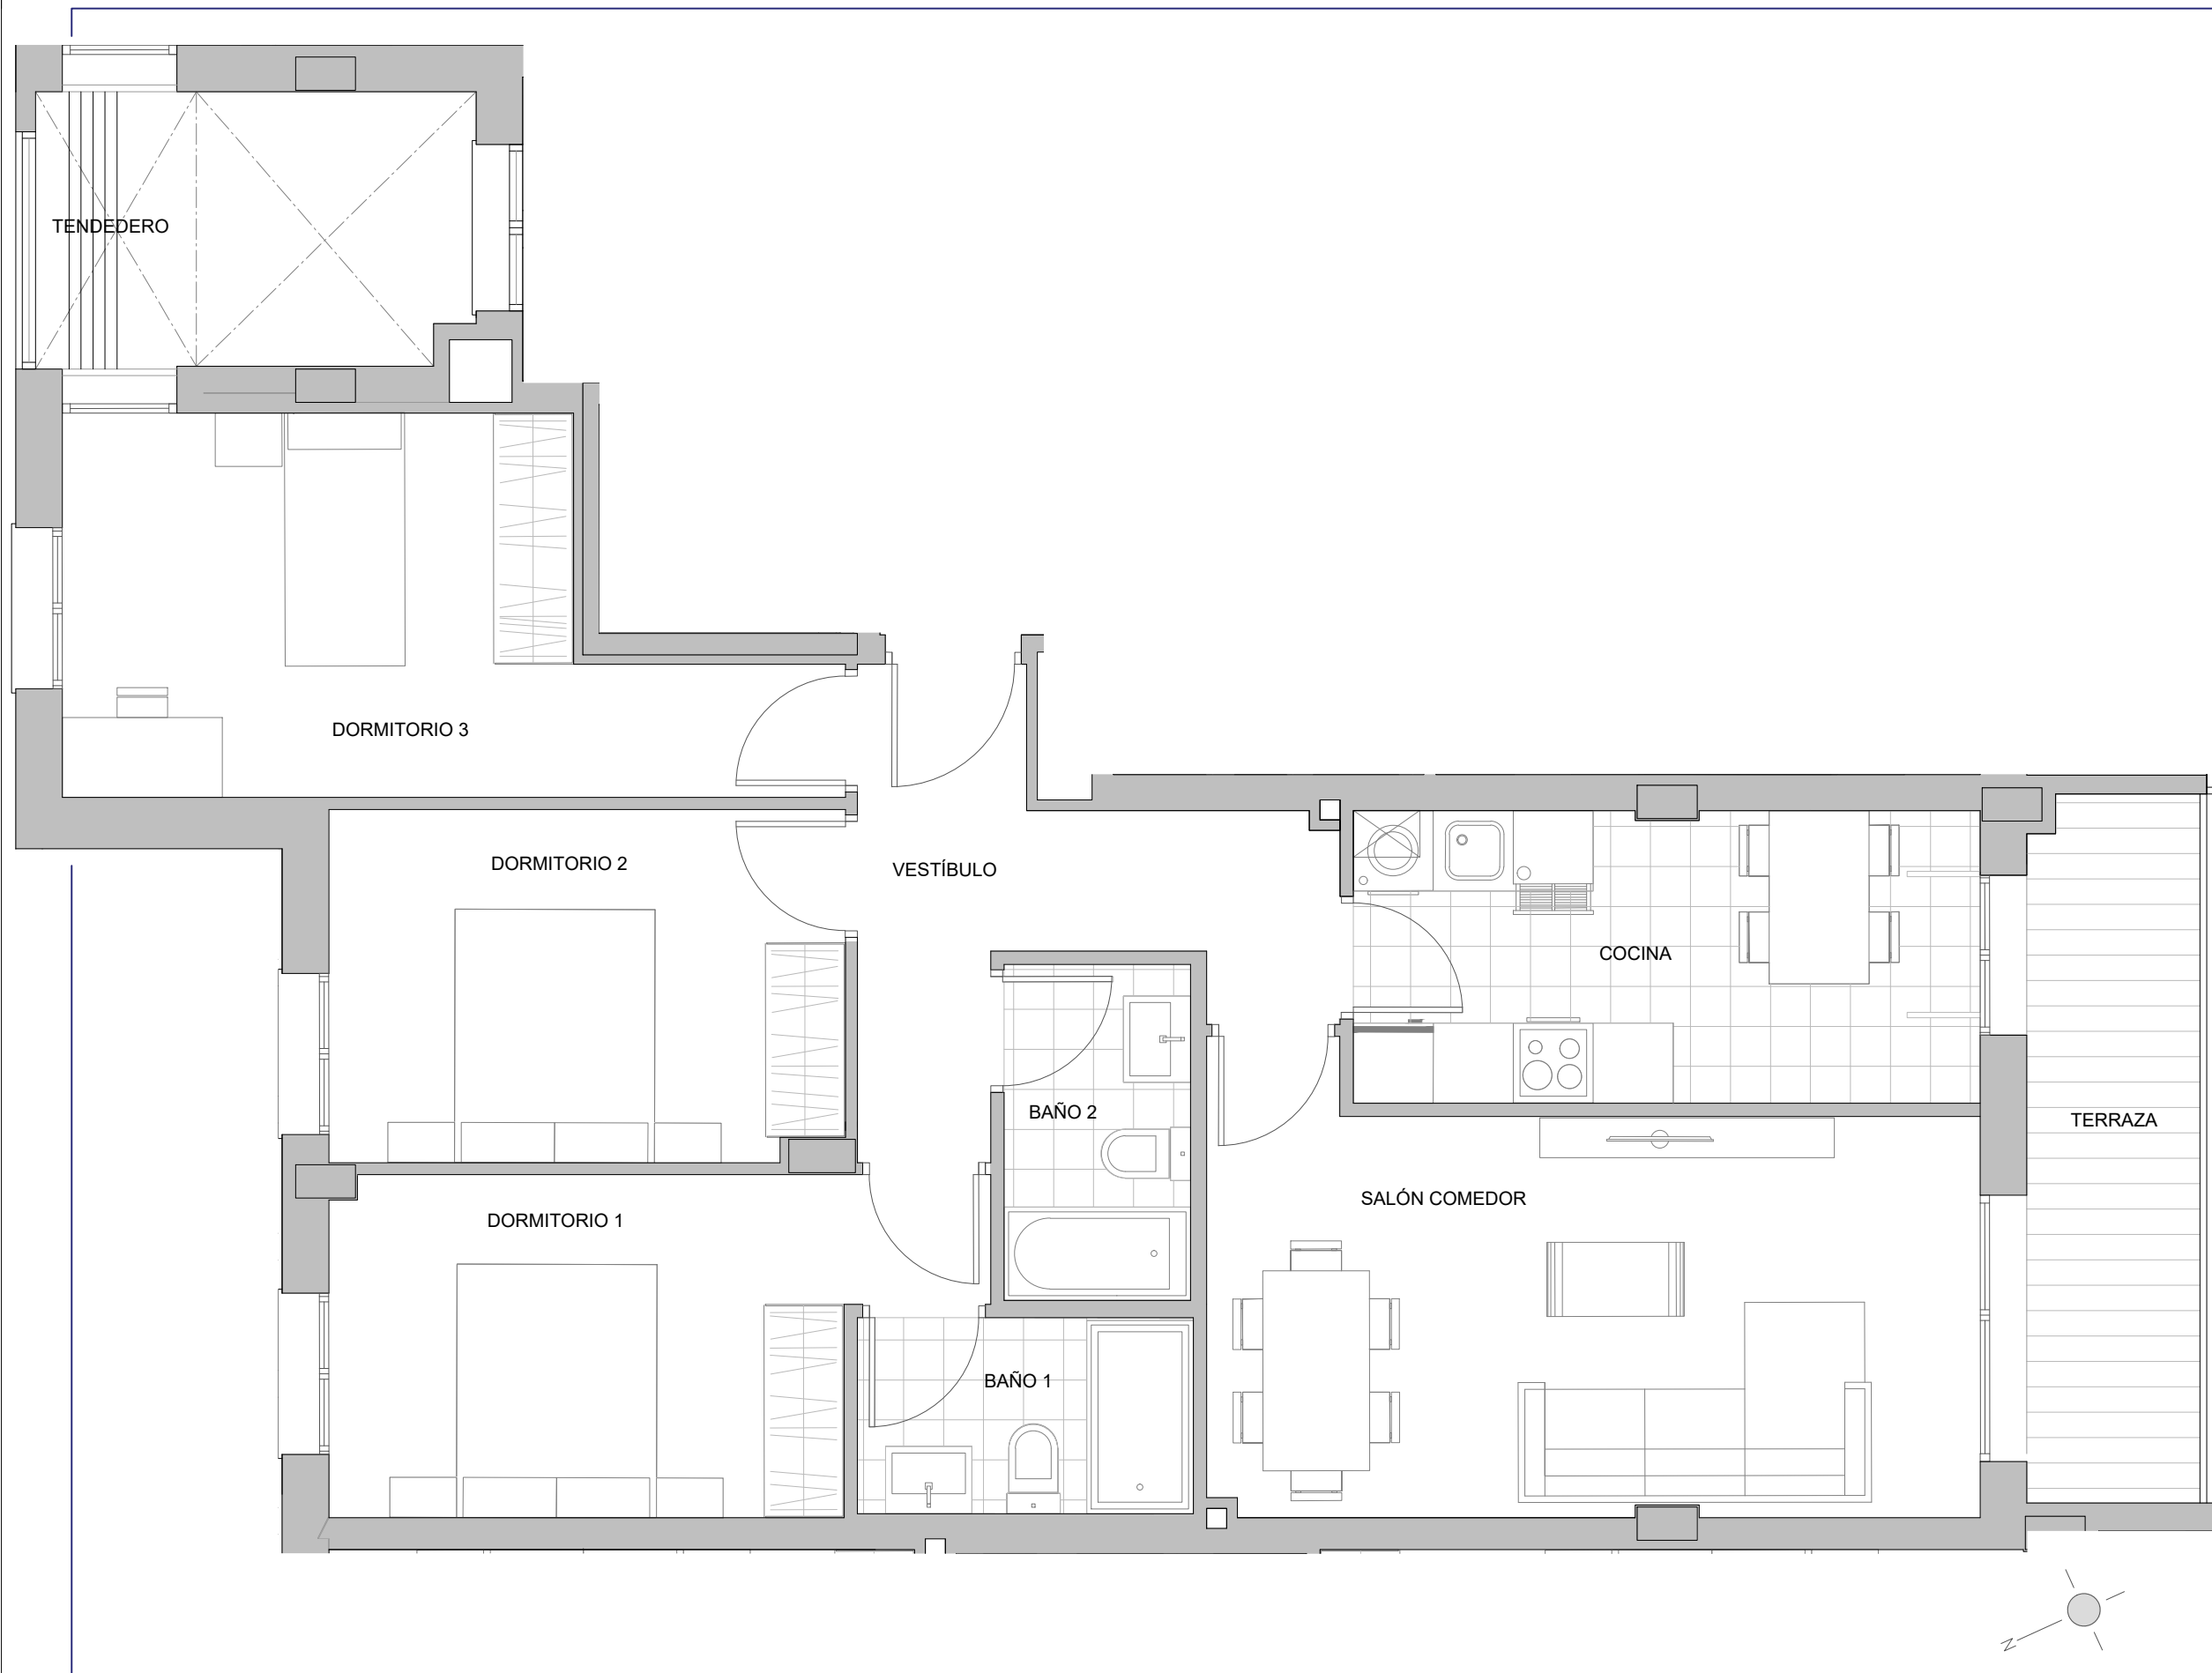 TENDEDERO
DORMITORIO 3
DORMITORIO 2
VESTÍBULO
COCINA
BAÑO 2
TERRAZA
SALÓN COMEDOR
DORMITORIO 1
BAÑO 1
N